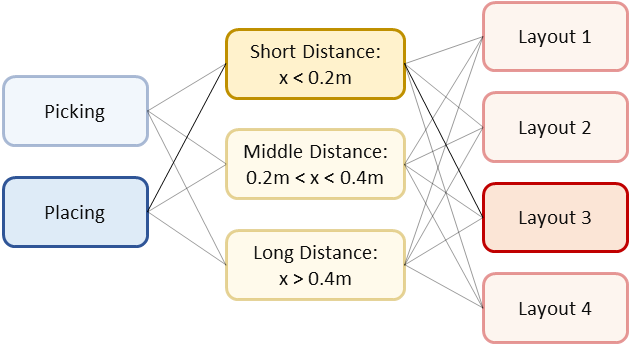 Picking
Placing
Short Distance:
x < 0.2m
Middle Distance:
0.2m < x < 0.4m
Long Distance:
x > 0.4m
Layout 1
Layout 2
Layout 3
Layout 4